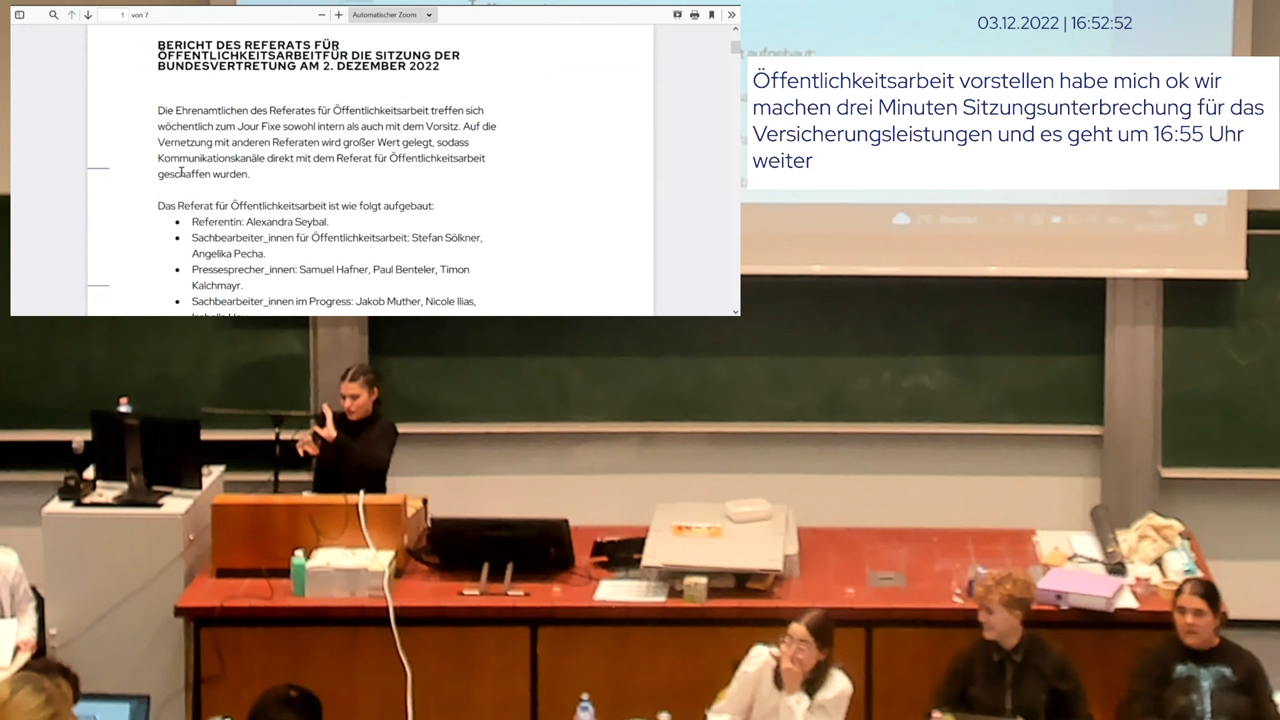 1 von 7
Automatischer Zoom
03.12.2022 | 16:52:52
BERICHT DES REFERATS FÜR
ÖFFENTLICHKEITSARBEITFÜR DIE SITZUNG DER
BUNDESVERTRETUNG AM 2. DEZEMBER 2022
Die Ehrenamtlichen des Referates für Öffentlichkeitsarbeit treffen sich
wöchentlich zum Jour Fixe sowohl intern als auch mit dem Vorsitz. Auf die
Vernetzung mit anderen Referaten wird großer Wert gelegt, sodass
Kommunikationskanäle direkt mit dem Referat für Öffentlichkeitsarbeit
geschaffen wurden.
Das Referat für Öffentlichkeitsarbeit ist wie folgt aufgebaut:
Referentin: Alexandra Seybal.
Sachbearbeiter_innen für Öffentlichkeitsarbeit: Stefan Sölkner,
Angelika Pecha.
Pressesprecher_innen: Samuel Hafner, Paul Benteler, Timon
Kalchmayr.
Sachbearbeiter_innen im Progress: Jakob Muther, Nicole Ilias,
Öffentlichkeitsarbeit vorstellen habe mich ok wir
machen drei Minuten Sitzungsunterbrechung für das
Versicherungsleistungen und es geht um 16:55 Uhr
weiter